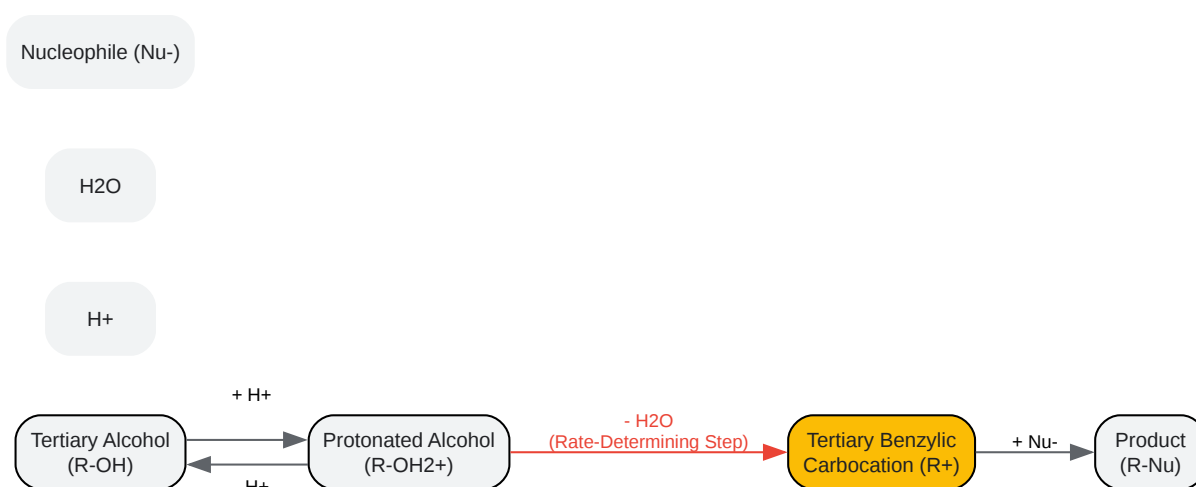 Nucleophile (Nu-)
H2O
H+
+ H+
Tertiary Alcohol
(R-OH)
Protonated Alcohol
(R-OH2+)
- H2O
(Rate-Determining Step)
Tertiary Benzylic
Carbocation (R+)
+ Nu-
Product
(R-Nu)
H+